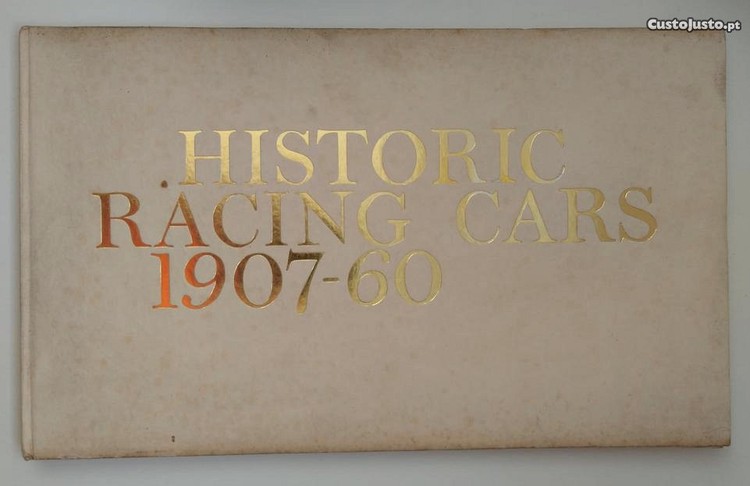 CustoJusto.pt
HISTORIC
RACING CARS
1907-60